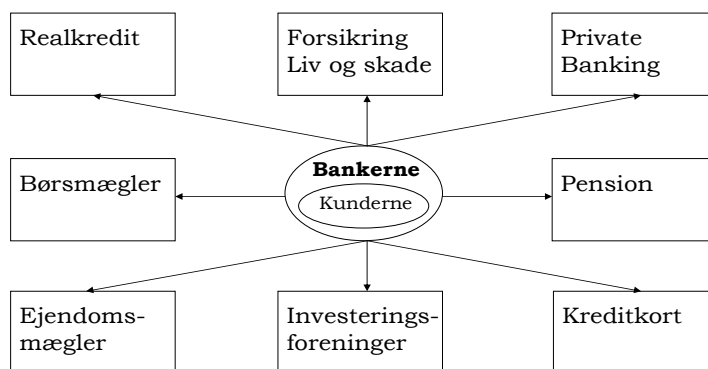 Realkredit
Forsikring
Liv og skade
Private
Banking
Børsmægler
Bankerne
Kunderne
Pension
Ejendoms-
mægler
Investerings-
foreninger
Kreditkort